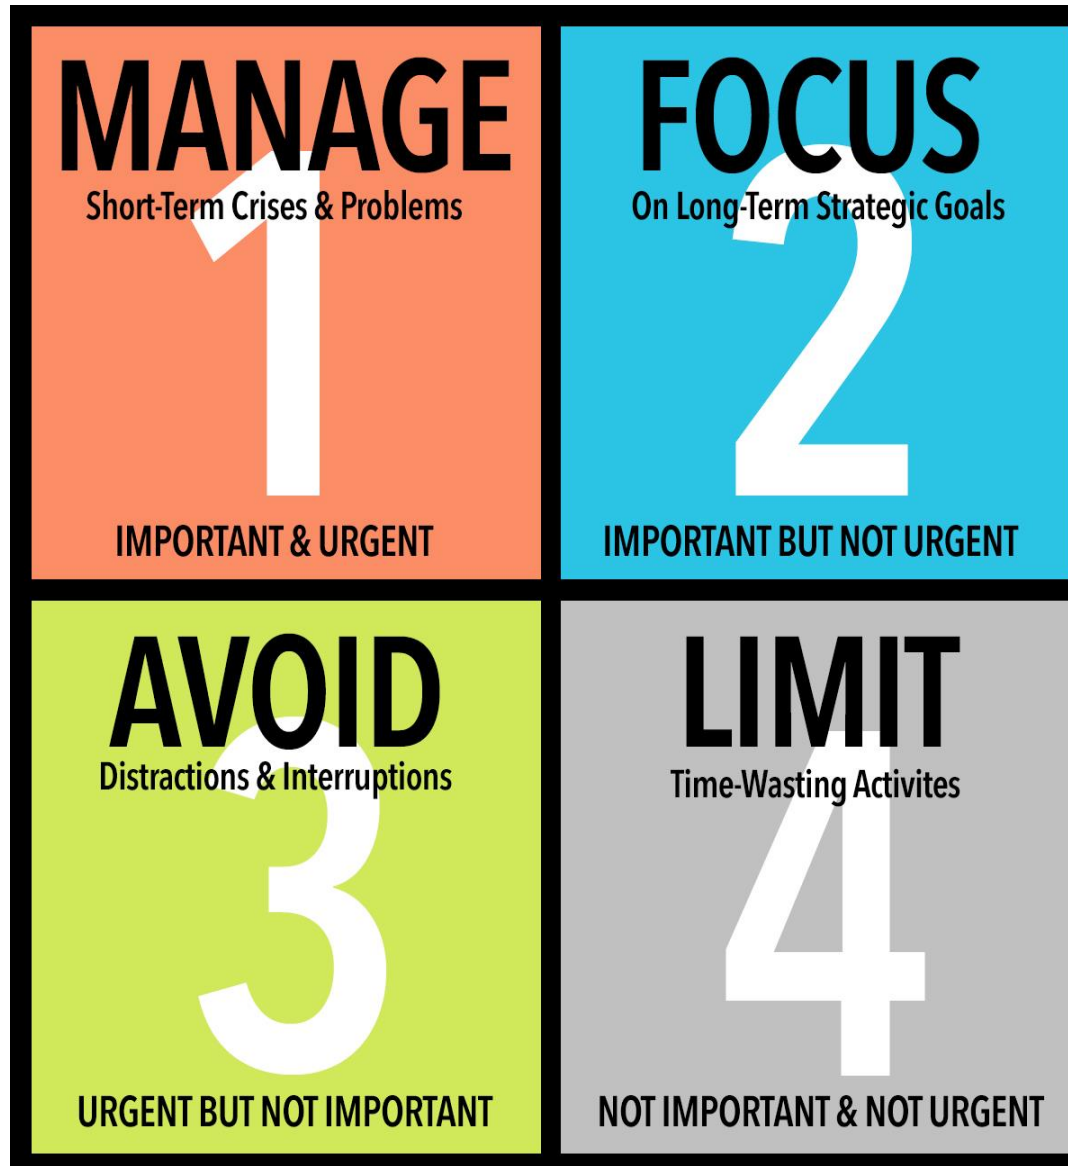 MANAGE
Short-Term Crises & Problems
1
IMPORTANT & URGENT
FOCUS
On Long-Term Strategic Goals
2
IMPORTANT BUT NOT URGENT
AVOID
Distractions & Interruptions
3
URGENT BUT NOT IMPORTANT
LIMIT
Time-Wasting Activites
4
NOT IMPORTANT & NOT URGENT